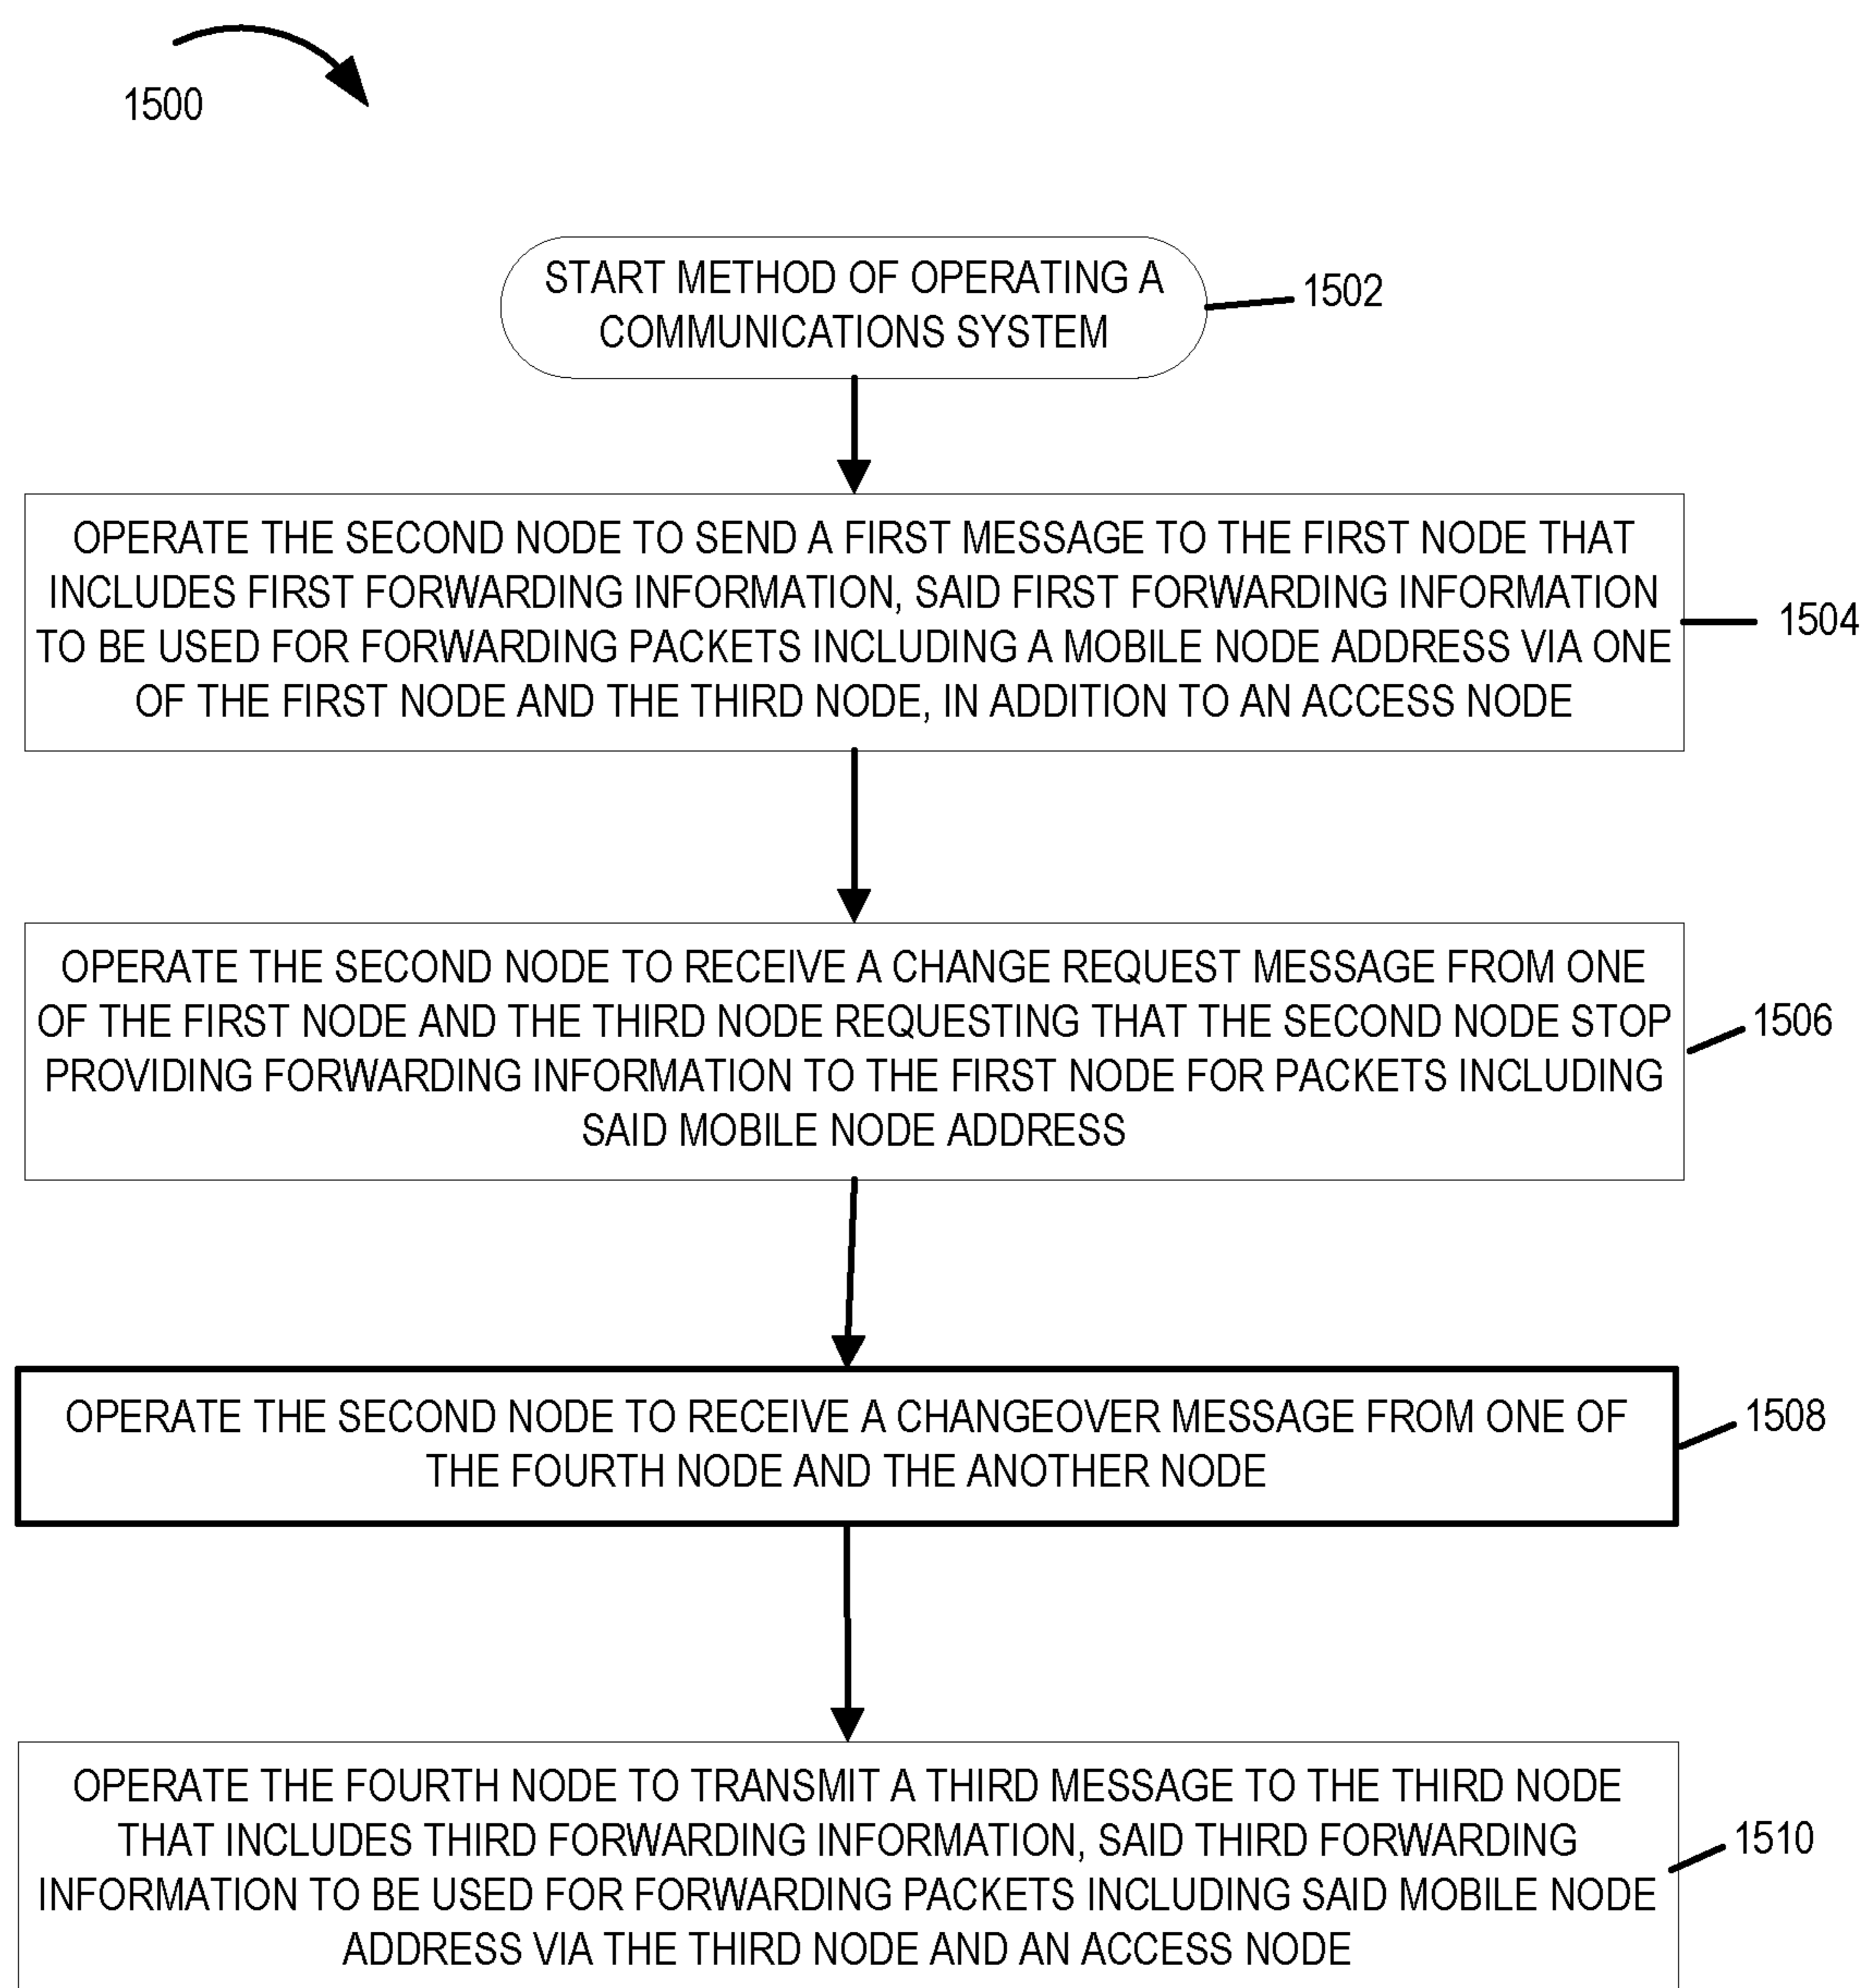 1500
START METHOD OF OPERATING A
COMMUNICATIONS SYSTEM
1502
OPERATE THE SECOND NODE TO SEND A FIRST MESSAGE TO THE FIRST NODE THAT
INCLUDES FIRST FORWARDING INFORMATION, SAID FIRST FORWARDING INFORMATION
TO BE USED FOR FORWARDING PACKETS INCLUDING A MOBILE NODE ADDRESS VIA ONE
OF THE FIRST NODE AND THE THIRD NODE, IN ADDITION TO AN ACCESS NODE
1504
OPERATE THE SECOND NODE TO RECEIVE A CHANGE REQUEST MESSAGE FROM ONE
OF THE FIRST NODE AND THE THIRD NODE REQUESTING THAT THE SECOND NODE STOP
PROVIDING FORWARDING INFORMATION TO THE FIRST NODE FOR PACKETS INCLUDING
SAID MOBILE NODE ADDRESS
1506
OPERATE THE SECOND NODE TO RECEIVE A CHANGEOVER MESSAGE FROM ONE OF
THE FOURTH NODE AND THE ANOTHER NODE
1508
OPERATE THE FOURTH NODE TO TRANSMIT A THIRD MESSAGE TO THE THIRD NODE
THAT INCLUDES THIRD FORWARDING INFORMATION, SAID THIRD FORWARDING
INFORMATION TO BE USED FOR FORWARDING PACKETS INCLUDING SAID MOBILE NODE
ADDRESS VIA THE THIRD NODE AND AN ACCESS NODE
1510